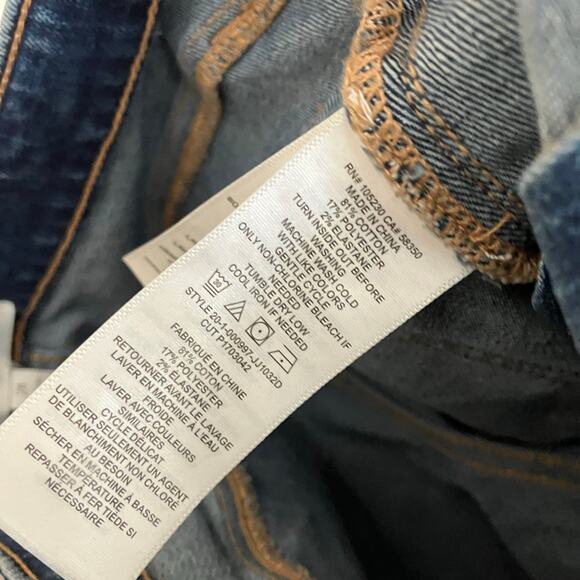 RN# 105230 CA# 58350
MADE IN CHINA
81% COTTON
17% POLYESTER
2% ELASTANE
TURN INSIDE OUT BEFORE
WASHING
MACHINE WASH COLD
WITH LIKE COLORS
GENTLE CYCLE
ONLY NON-CHLORINE BLEACH IF
NEEDED
TUMBLE DRY LOW
COOL IRON IF NEEDED
30
STYLE 20-1-000997-JJ1032D
CUT P1703042
FABRIQUÉ EN CHINE
81% COTON
17% POLYESTER
2% ÉLASTANE
RETOURNER AVANT LE LAVAGE
LAVER EN MACHINE À L'EAU
LAVER AVEC COULEURS
SIMILAIRES
CYCLE DÉLICAT
UTILISER SEULEMENT UN AGENT
DE BLANCHIMENT NON CHLORÉ
AU BESOIN
SÉCHER EN MACHINE À BASSE
TEMPÉRATURE
REPASSER À FER TIÈDE SI
NÉCESSAIRE